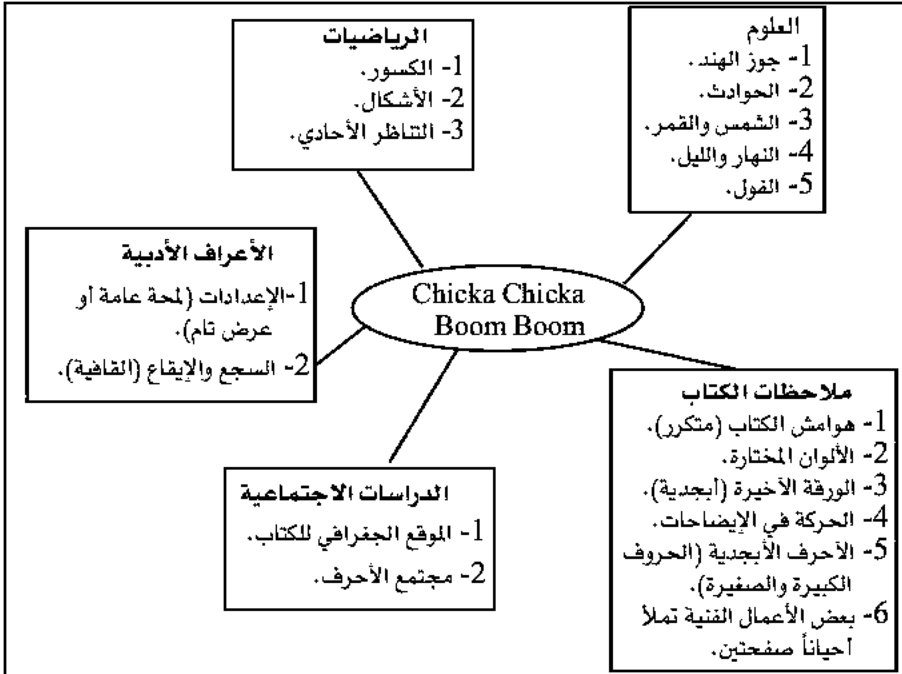 العلوم
1- جوز الهند.
2- الحوادث.
3- الشمس والقمر.
4- النهار والليل.
5- الفول.
الرياضيات
1- الكسور.
2- الأشكال.
3- التناظر الأحادي.
الأعراف الأدبية
1-الإعدادات (لمحة عامة أو
عرض تام).
2- السجع والإيقاع (القافية).
Chicka Chicka
Boom Boom
ملاحظات الكتاب
1- هوامش الكتاب (متكرر).
2- الألوان المختارة.
3- الورقة الأخيرة (أبجدية).
4- الحركة في الإيضاحات.
5- الأحرف الأبجدية (الحروف
الكبيرة والصغيرة).
6- بعض الأعمال الفنية تملأ
أحياناً صفحتين.
الدراسات الاجتماعية
1- الموقع الجغرافي للكتاب.
2- مجتمع الأحرف.